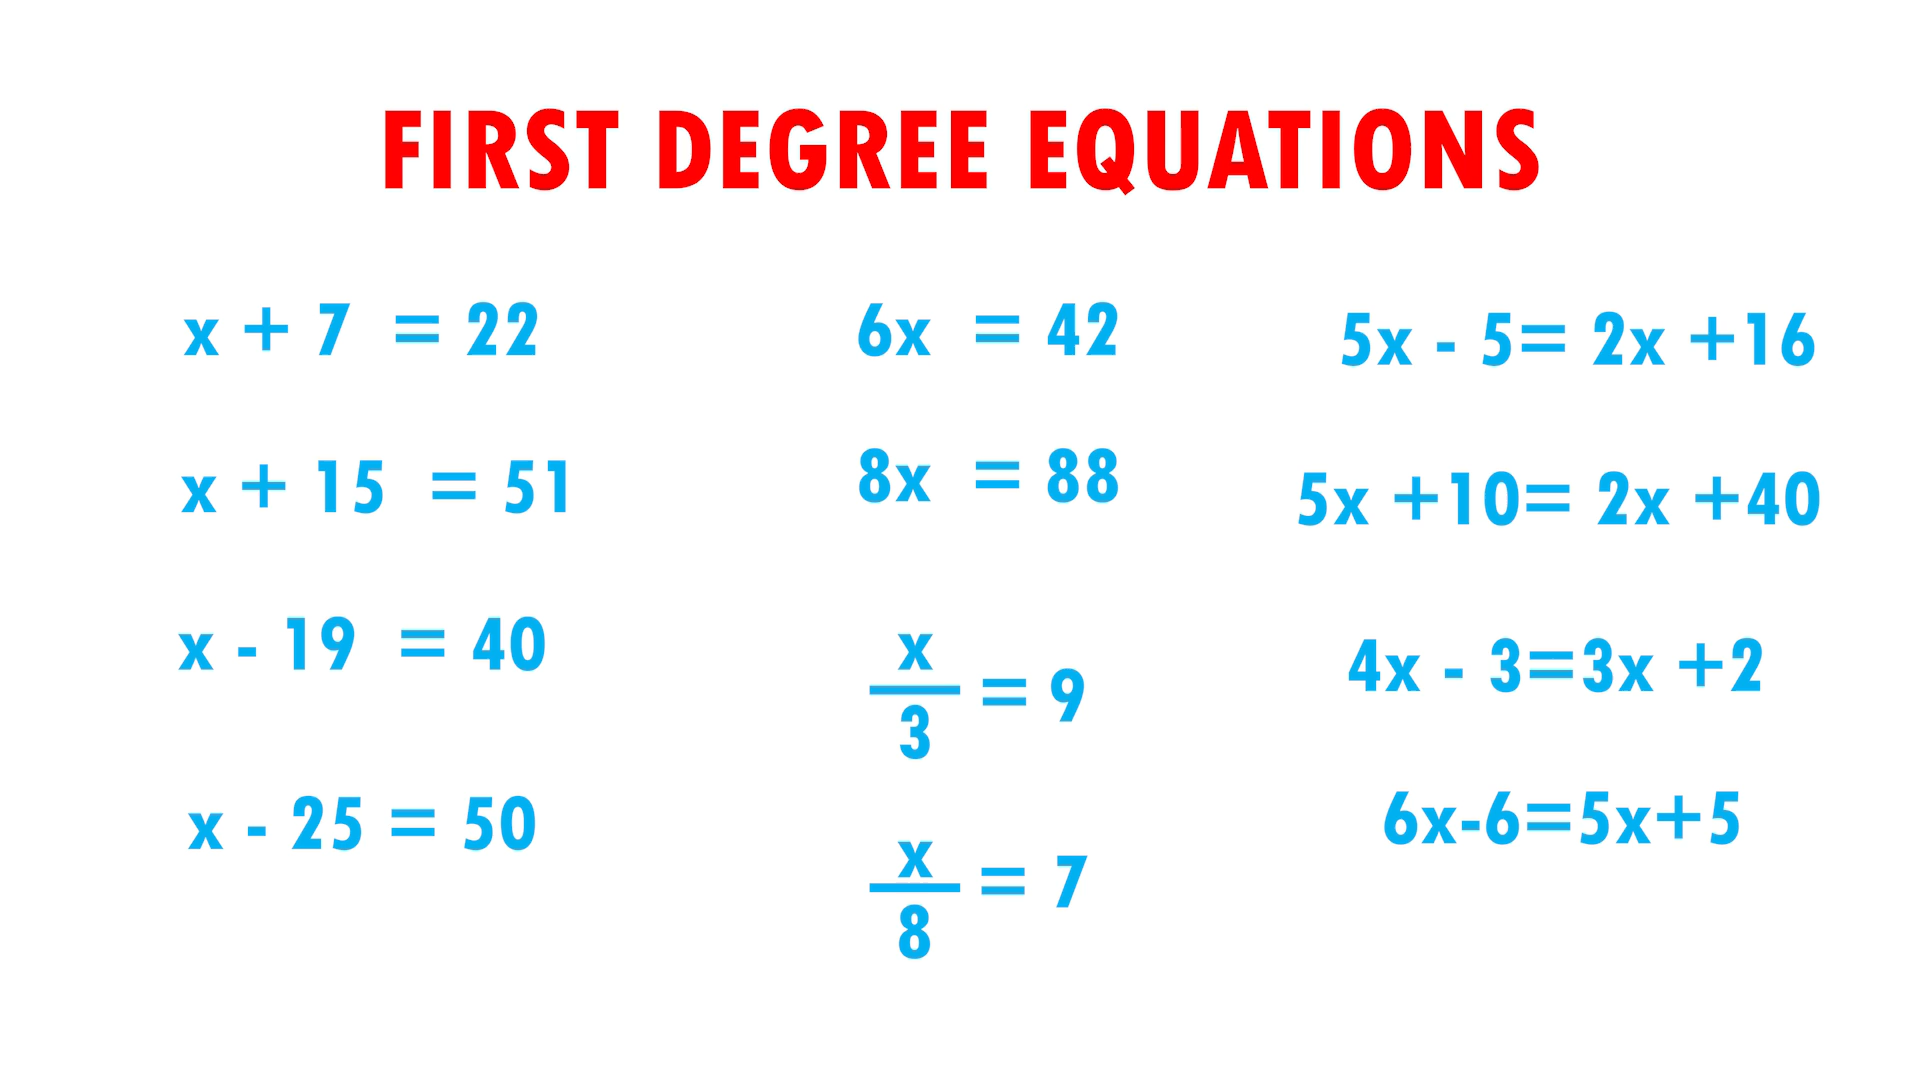 FIRST DEGREE EQUATIONS
x + 7 = 22
x + 15 = 51
x - 19 = 40
x - 25 = 50
6x = 42
8x = 88
x
3
= 9
x
8
= 7
5x - 5= 2x +16
5x +10= 2x +40
4x - 3=3x +2
6x-6=5x+5